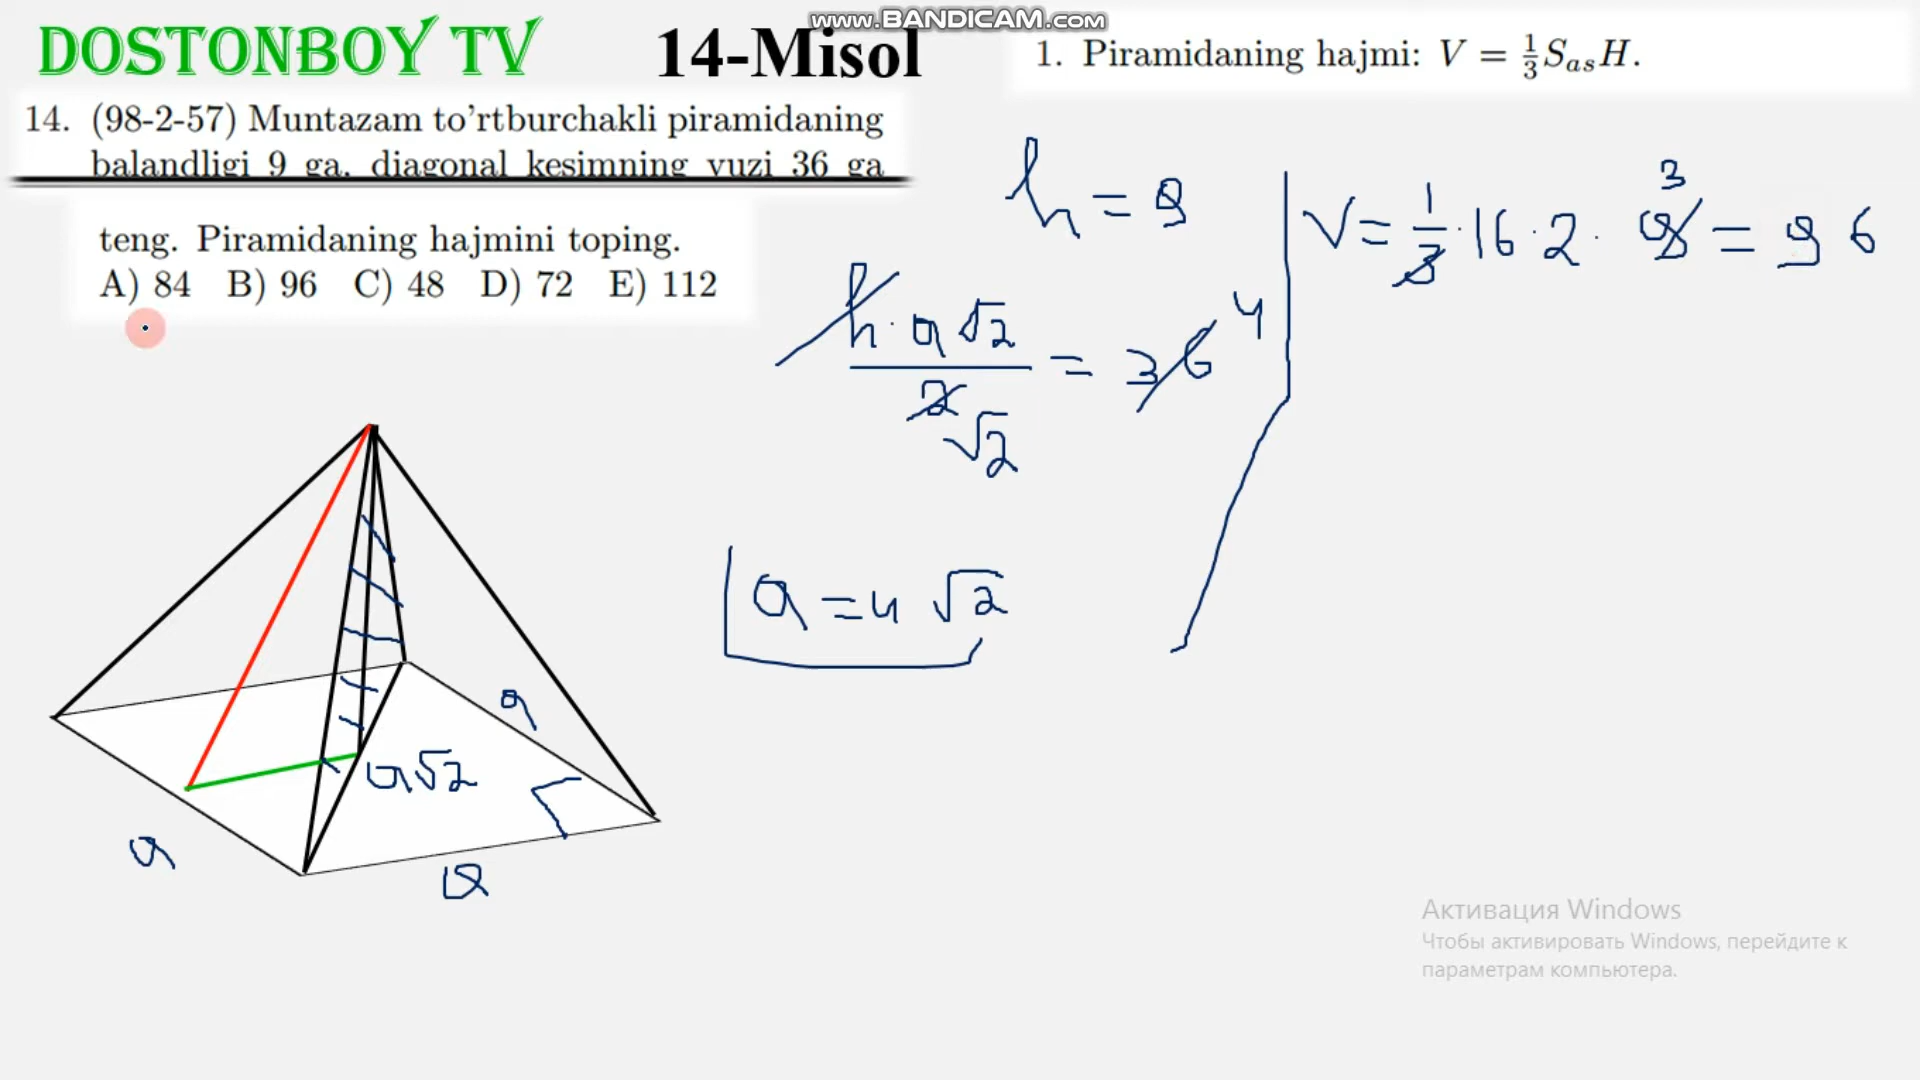 www.BANDICAM.com
DOSTONBOY TV
14-Misol
1. Piramidaning hajmi: V = 1/3 S_as H.
14. (98-2-57) Muntazam to'rtburchakli piramidaning
balandligi 9 ga, diagonal kesimning yuzi 36 ga
teng. Piramidaning hajmini toping.
A) 84 B) 96 C) 48 D) 72 E) 112
h = 9
h · a√2 / 2 = 36 4
√2
a = 4√2
V = 1/3 · 16 · 2 · 9 = 96
3
a
a√2
a
a
Активация Windows
Чтобы активировать Windows, перейдите к
параметрам компьютера.